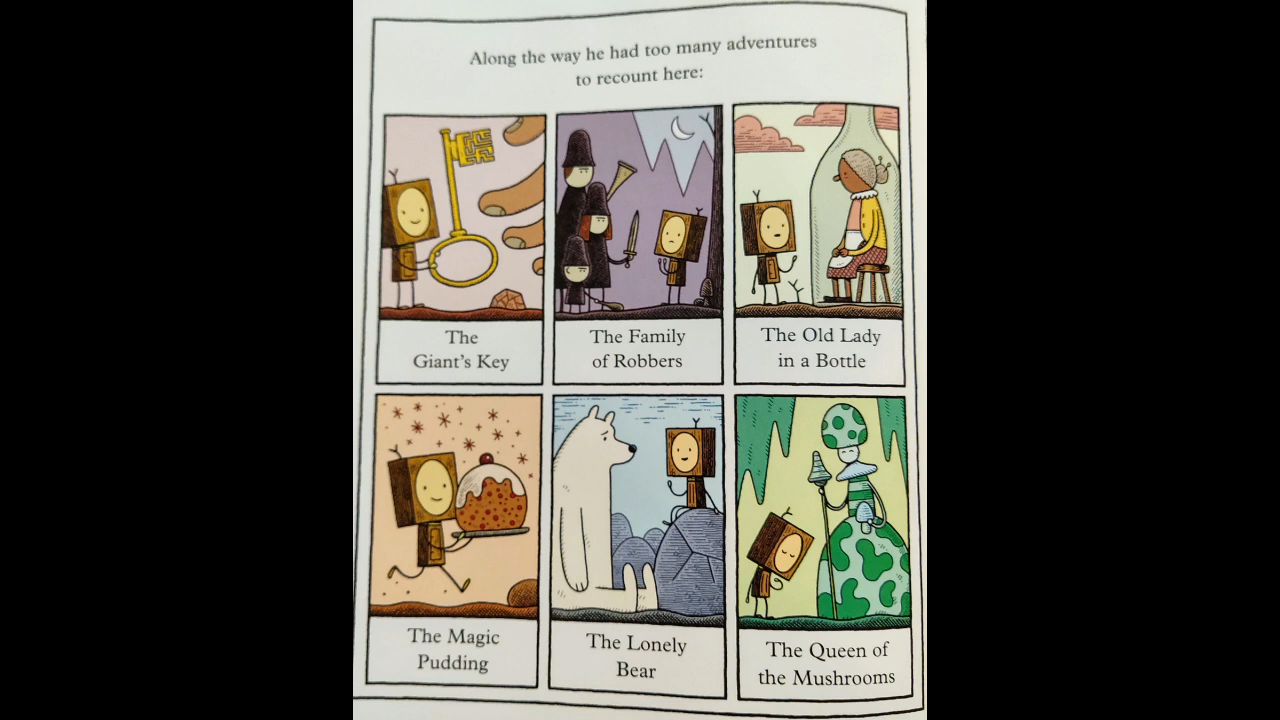 Along the way he had too many adventures
to recount here:
The
Giant's Key
The Family
of Robbers
The Old Lady
in a Bottle
The Magic
Pudding
The Lonely
Bear
The Queen of
the Mushrooms